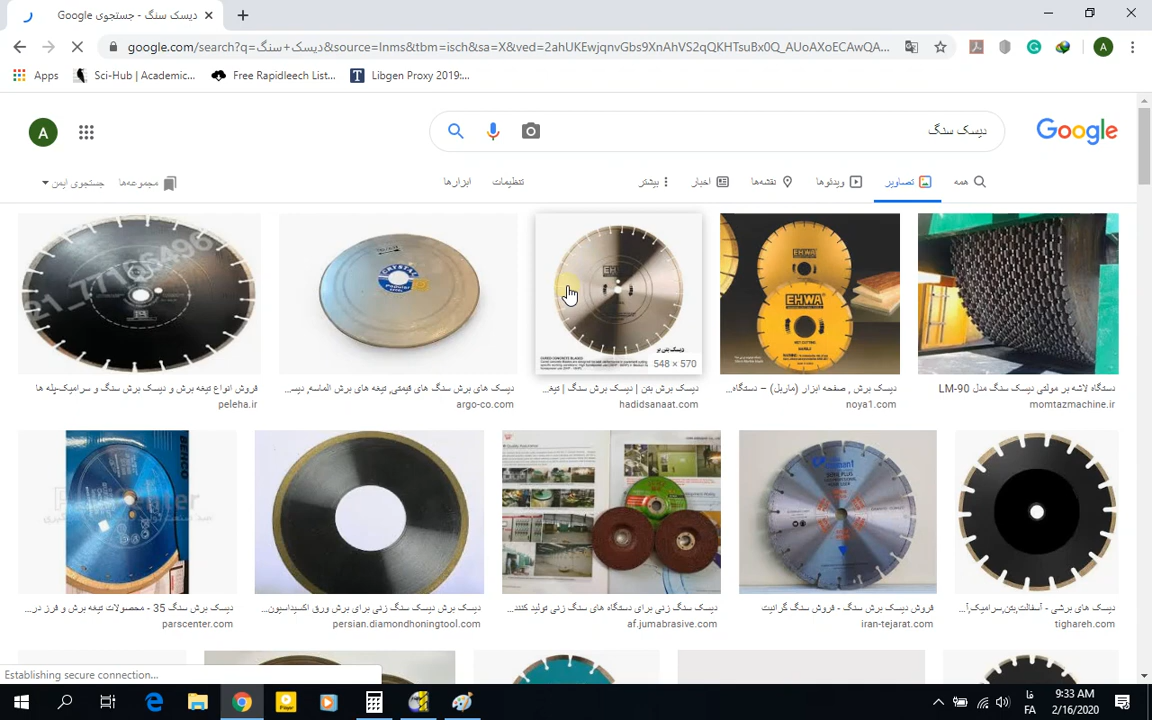 دیسک سنگ - جستجوی Google
google.com/search?q=دیسک+سنگ&source=lnms&tbm=isch&sa=X&ved=2ahUKEwjqnvGbs9XnAhVS2qQKHTsuBx0Q_AUoAXoECAwQA...
A
Apps
Sci-Hub | Academic...
Free Rapidleech List...
Libgen Proxy 2019:...
Google
دیسک سنگ
A
همه
تصاویر
ویدئوها
نقشه‌ها
اخبار
بیشتر
تنظیمات
ابزارها
مجموعه‌ها
جستجوی ایمن
CRYSTAL
EHWA
548 × 570
دستگاه لاشه بر مولتی دیسک سنگ مدل LM-90
momtazmachine.ir
دیسک برش , صفحه ابزار (ماربل) – دستگاه...
noya1.com
دیسک بتن بر
دیسک برش بتن | دیسک برش سنگ | تیغ...
hadidsanaat.com
دیسک های برش سنگ های قیمتی, تیغه های برش الماسه, دیس...
argo-co.com
فروش انواع تیغه برش و دیسک برش سنگ و سرامیک-پله ها
peleha.ir
دیسک های برشی - آسفالت,بتن,سرامیک,آ...
tighareh.com
فروش دیسک برش سنگ - فروش سنگ گرانیت
iran-tejarat.com
دیسک سنگ زنی برای دستگاه های سنگ زنی تولید کنند...
af.jumabrasive.com
دیسک برش دیسک سنگ زنی برای برش ورق اکسیداسیون...
persian.diamondhoningtool.com
دیسک برش سنگ 35 - محصولات تیغه برش و فرز در...
parscenter.com
Establishing secure connection...
Player
فا
FA
9:33 AM
2/16/2020